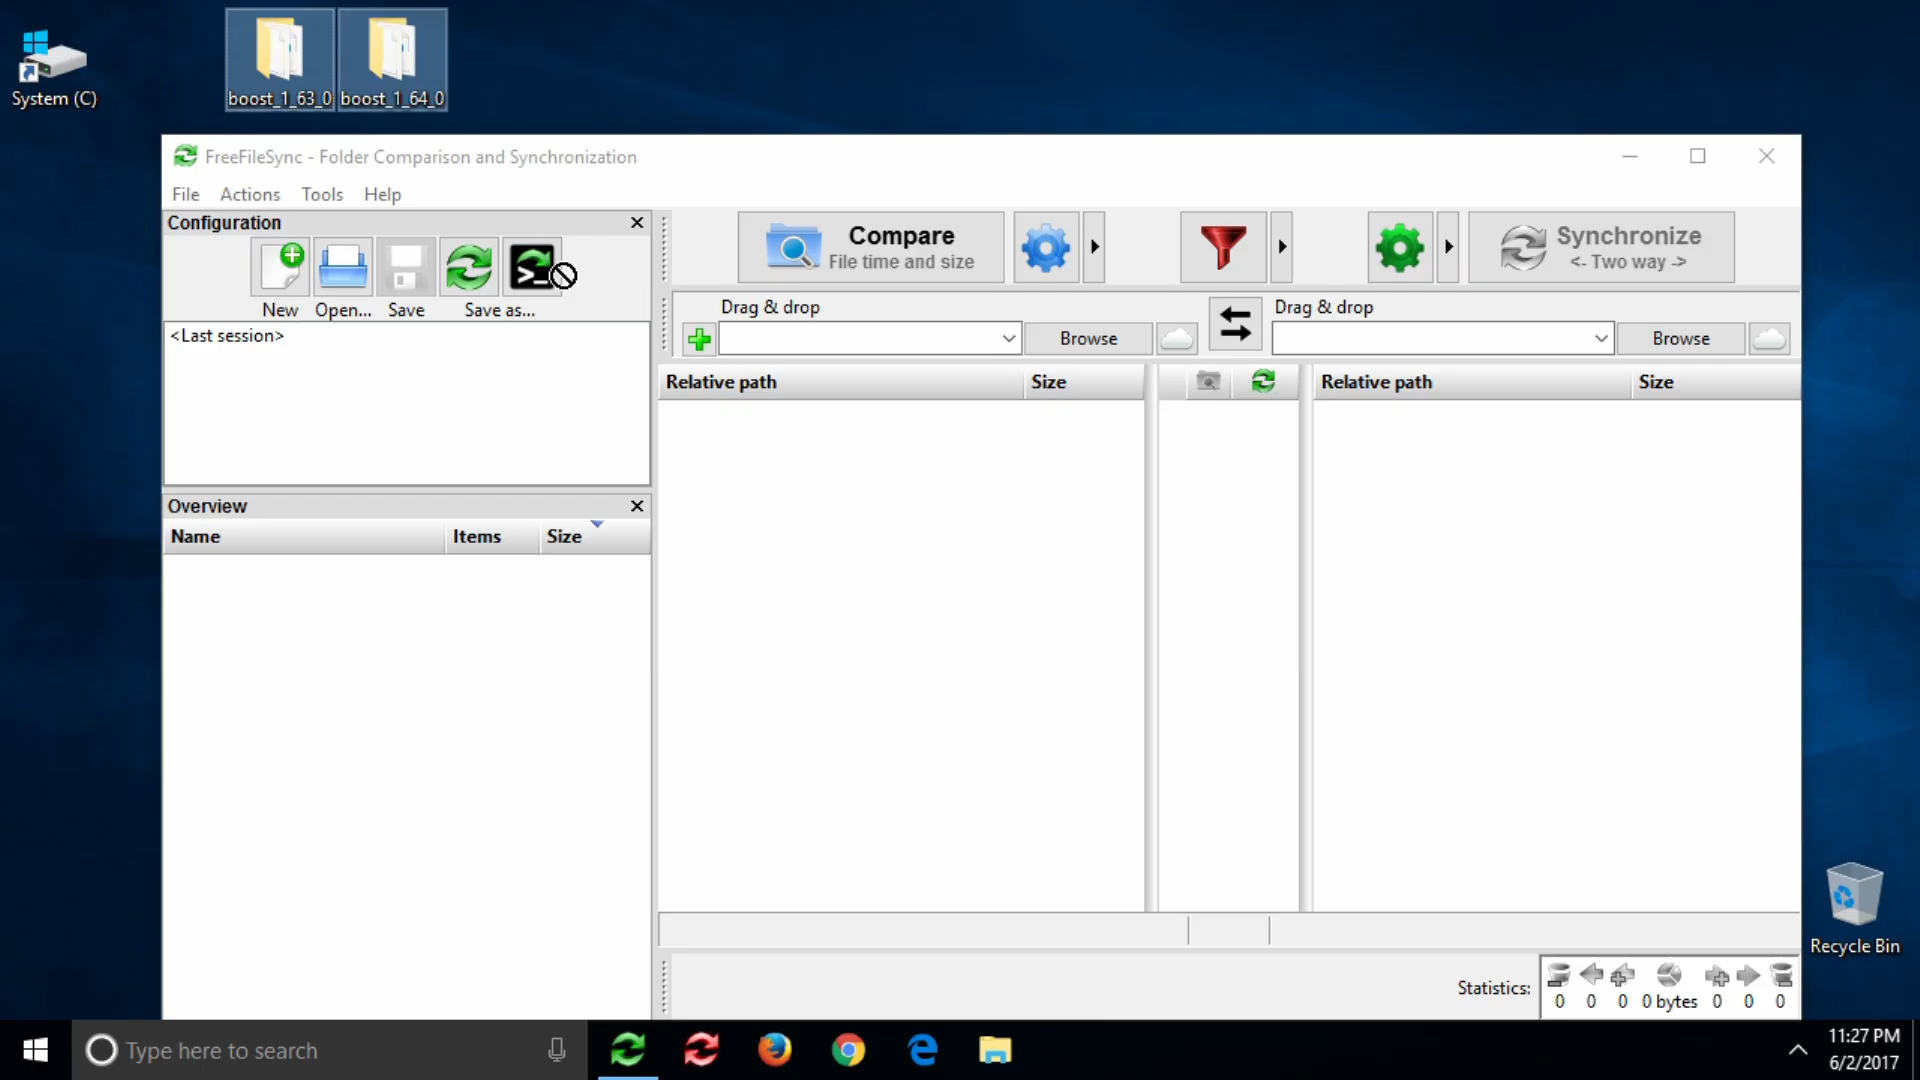 System (C)
boost_1_63_0
boost_1_64_0
FreeFileSync - Folder Comparison and Synchronization
File Actions Tools Help
Configuration
New Open... Save Save as...
<Last session>
Compare
File time and size
Synchronize
<- Two way ->
Drag & drop
Browse
Drag & drop
Browse
Relative path Size
Relative path Size
Overview
Name Items Size
Statistics:
0 0 0 0 bytes 0 0 0
Recycle Bin
Type here to search
11:27 PM
6/2/2017